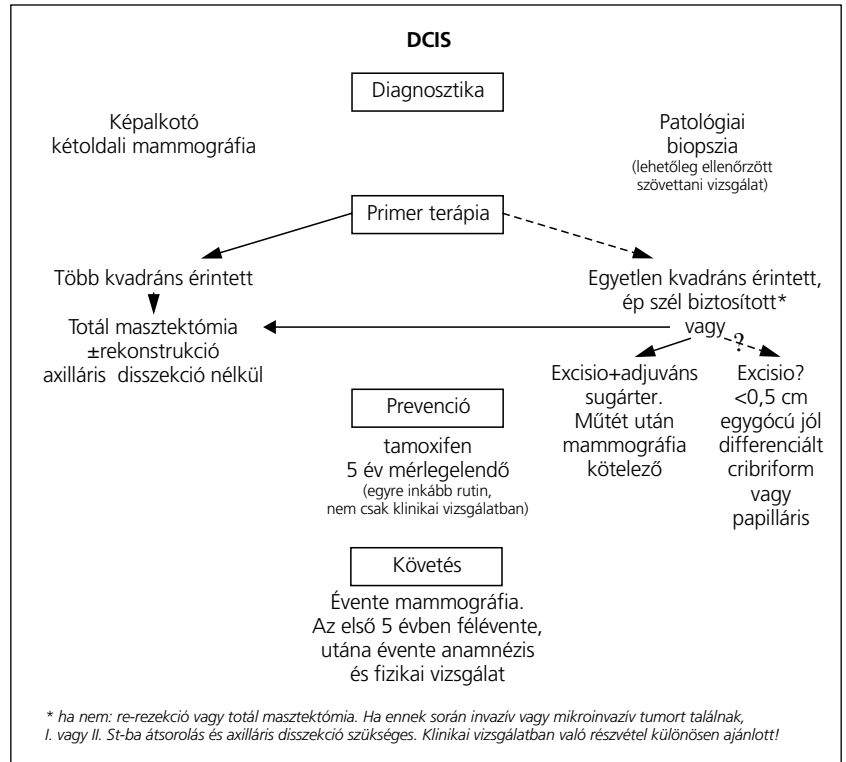 DCIS
Diagnosztika
Képalkotó
kétoldali mammográfia
Patológiai
biopszia
(lehetőleg ellenőrzött
szövettani vizsgálat)
Primer terápia
Több kvadráns érintett
Totál masztektómia
±rekonstrukció
axilláris disszekció nélkül
Egyetlen kvadráns érintett,
ép szél biztosított*
vagy
?
Excisio+adjuváns
sugárter.
Műtét után
mammográfia
kötelező
Excisio?
<0,5 cm
egygócú jól
differenciált
cribriform
vagy
papilláris
Prevenció
tamoxifen
5 év mérlegelendő
(egyre inkább rutin,
nem csak klinikai vizsgálatban)
Követés
Évente mammográfia.
Az első 5 évben félévente,
utána évente anamnézis
és fizikai vizsgálat
* ha nem: re-rezekció vagy totál masztektómia. Ha ennek során invazív vagy mikroinvazív tumort találnak,
I. vagy II. St-ba átsorolás és axilláris disszekció szükséges. Klinikai vizsgálatban való részvétel különösen ajánlott!